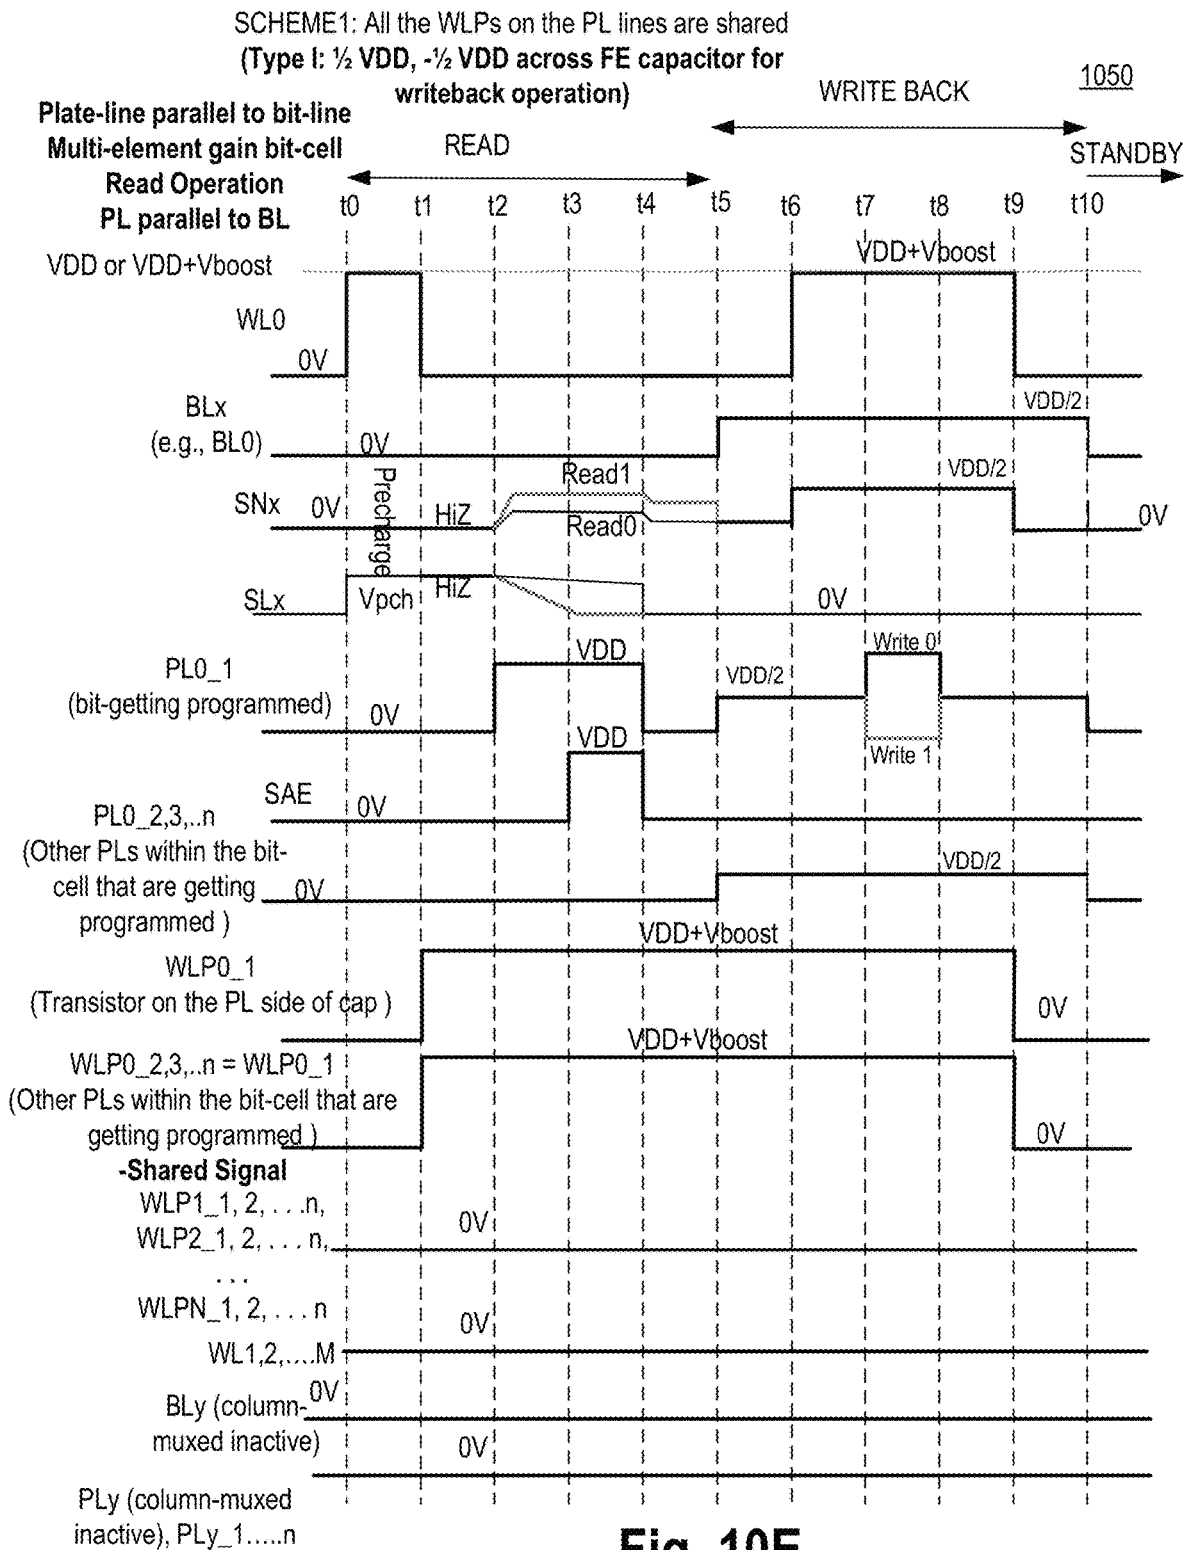 SCHEME1: All the WLPs on the PL lines are shared
(Type I: ½ VDD, -½ VDD across FE capacitor for
writeback operation)
WRITE BACK
1050
Plate-line parallel to bit-line
Multi-element gain bit-cell
READ
STANDBY
Read Operation
PL parallel to BL
t0 t1 t2 t3 t4 t5 t6 t7 t8 t9 t10
VDD or VDD+Vboost
VDD+Vboost
WL0
0V
BLx
(e.g., BL0)
0V
VDD/2
Precharge
SNx
0V
HiZ
Read1
Read0
VDD/2
0V
SLx
Vpch
HiZ
0V
PL0_1
(bit-getting programmed)
0V
VDD
VDD/2
Write 0
Write 1
SAE
0V
VDD
PL0_2,3,..n
(Other PLs within the bit-
cell that are getting
programmed )
0V
VDD/2
VDD+Vboost
WLP0_1
(Transistor on the PL side of cap )
0V
VDD+Vboost
WLP0_2,3,..n = WLP0_1
(Other PLs within the bit-cell that are
getting programmed )
0V
-Shared Signal
WLP1_1, 2, . . .n,
0V
WLP2_1, 2, . . . n,
. . .
WLPN_1, 2, . . . n
0V
WL1,2,....M
0V
BLy (column-
muxed inactive)
0V
PLy (column-muxed
inactive), PLy_1.....n
Fig. 10E